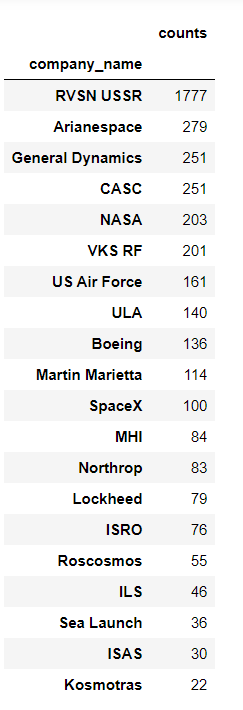 counts
company_name
RVSN USSR 1777
Arianespace 279
General Dynamics 251
CASC 251
NASA 203
VKS RF 201
US Air Force 161
ULA 140
Boeing 136
Martin Marietta 114
SpaceX 100
MHI 84
Northrop 83
Lockheed 79
ISRO 76
Roscosmos 55
ILS 46
Sea Launch 36
ISAS 30
Kosmotras 22